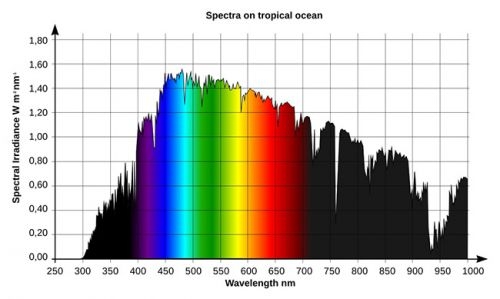 Spectra on tropical ocean
Spectral Irradiance W m²nm¹
1,80
1,60
1,40
1,20
1,00
0,80
0,60
0,40
0,20
0,00
250 300 350 400 450 500 550 600 650 700 750 800 850 900 950 1000
Wavelength nm